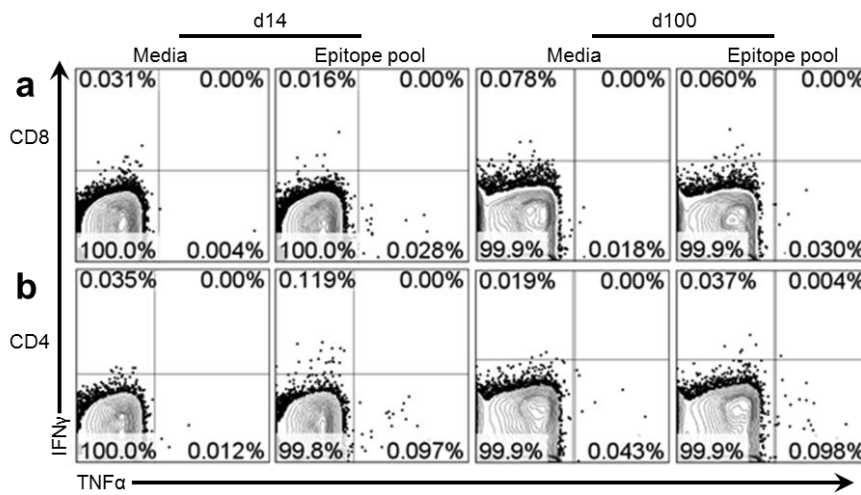 d14 d100
Media Epitope pool Media Epitope pool
a
CD8
0.031% 0.00% 0.016% 0.00% 0.078% 0.00% 0.060% 0.00%
100.0% 0.004% 100.0% 0.028% 99.9% 0.018% 99.9% 0.030%
b
CD4
0.035% 0.00% 0.119% 0.00% 0.019% 0.00% 0.037% 0.004%
100.0% 0.012% 99.8% 0.097% 99.9% 0.043% 99.9% 0.098%
IFNγ
TNFα